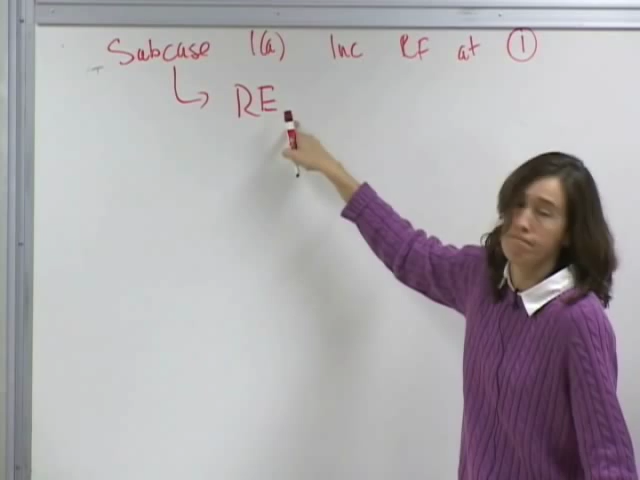 Subcase 1(a) Inc RF at ①
↳ RE